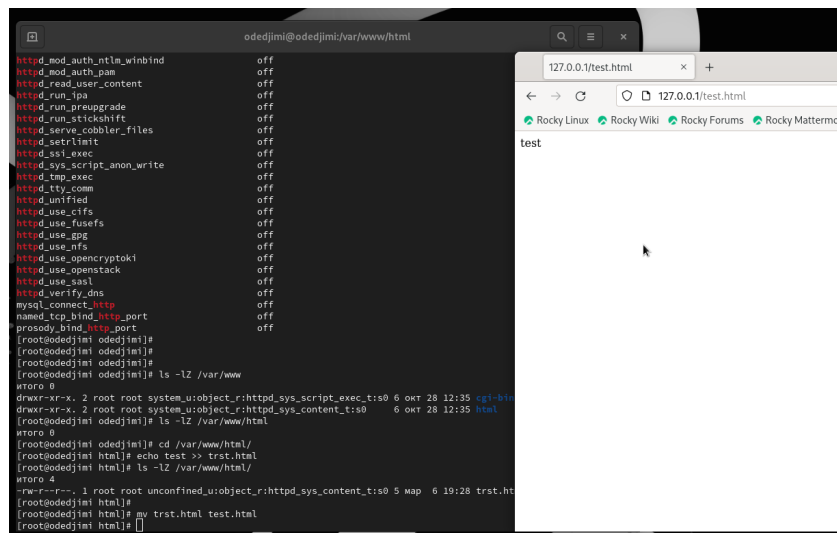 odedjimi@odedjimi:/var/www/html
httpd_mod_auth_ntlm_winbind off
httpd_mod_auth_pam off
httpd_read_user_content off
httpd_run_ipa off
httpd_run_preupgrade off
httpd_run_stickshift off
httpd_serve_cobbler_files off
httpd_setrlimit off
httpd_ssi_exec off
httpd_sys_script_anon_write off
httpd_tmp_exec off
httpd_tty_comm off
httpd_unified off
httpd_use_cifs off
httpd_use_fusefs off
httpd_use_gpg off
httpd_use_nfs off
httpd_use_opencryptoki off
httpd_use_openstack off
httpd_use_sasl off
httpd_verify_dns off
mysql_connect_http off
named_tcp_bind_http_port off
prosody_bind_http_port off
[root@odedjimi odedjimi]#
[root@odedjimi odedjimi]#
[root@odedjimi odedjimi]#
[root@odedjimi odedjimi]# ls -lZ /var/www
итого 0
drwxr-xr-x. 2 root root system_u:object_r:httpd_sys_script_exec_t:s0 6 окт 28 12:35 cgi-bin
drwxr-xr-x. 2 root root system_u:object_r:httpd_sys_content_t:s0 6 окт 28 12:35 html
[root@odedjimi odedjimi]# ls -lZ /var/www/html
итого 0
[root@odedjimi odedjimi]# cd /var/www/html/
[root@odedjimi html]# echo test >> trst.html
[root@odedjimi html]# ls -lZ /var/www/html/
итого 4
-rw-r--r--. 1 root root unconfined_u:object_r:httpd_sys_content_t:s0 5 мар 6 19:28 trst.ht
[root@odedjimi html]#
[root@odedjimi html]# mv trst.html test.html
[root@odedjimi html]#
127.0.0.1/test.html
127.0.0.1/test.html
Rocky Linux Rocky Wiki Rocky Forums Rocky Mattermo
test